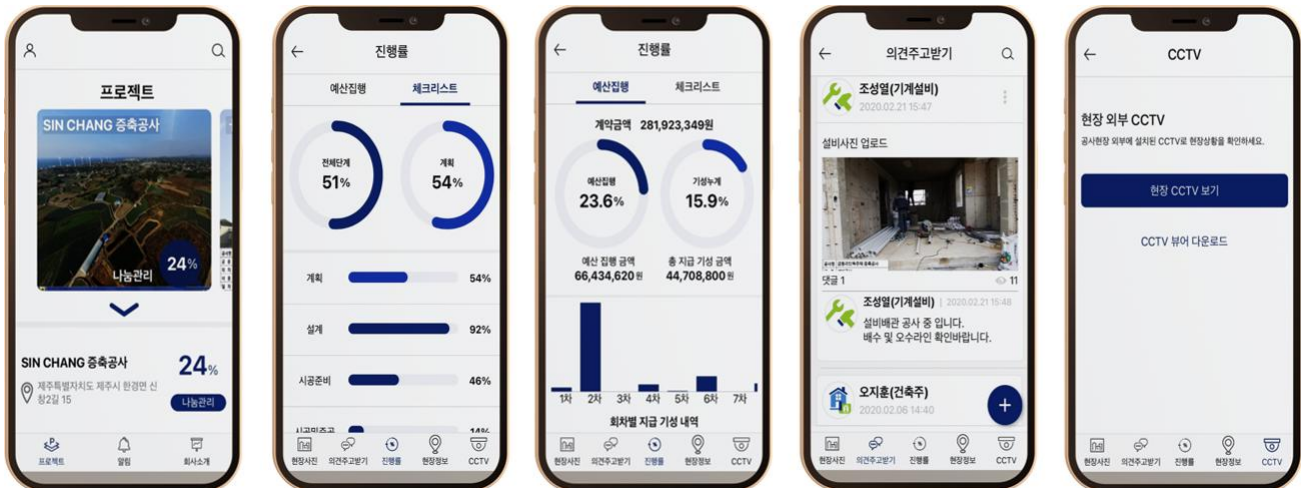 프로젝트
SIN CHANG 증축공사
24%
나눔관리
SIN CHANG 증축공사
24%
제주특별자치도 제주시 한경면 신
창2길 15
나눔관리
프로젝트
알림
회사소개
진행률
예산집행
체크리스트
전체단계
51%
계획
54%
계획
54%
설계
92%
시공준비
46%
14%
현장사진
의견주고받기
진행률
현장정보
CCTV
진행률
예산집행
체크리스트
계약금액 281,923,349원
예산집행
23.6%
기성누계
15.9%
예산 집행 금액
66,434,620원
총 지급 기성 금액
44,708,800원
1차 2차 3차 4차 5차 6차 7차
회차별 지급 기성 내역
현장사진
의견주고받기
진행률
현장정보
CCTV
의견주고받기
조성열(기계설비)
2020.02.21 15:47
설비사진 업로드
댓글 1
11
조성열(기계설비) | 2020.02.21 15:48
설비배관 공사 중 입니다.
배수 및 오수라인 확인바랍니다.
오지훈(건축주)
2020.02.06 14:40
+
현장사진
의견주고받기
진행률
현장정보
CCTV
CCTV
현장 외부 CCTV
공사현장 외부에 설치된 CCTV로 현장상황을 확인하세요.
현장 CCTV 보기
CCTV 뷰어 다운로드
현장사진
의견주고받기
진행률
현장정보
CCTV